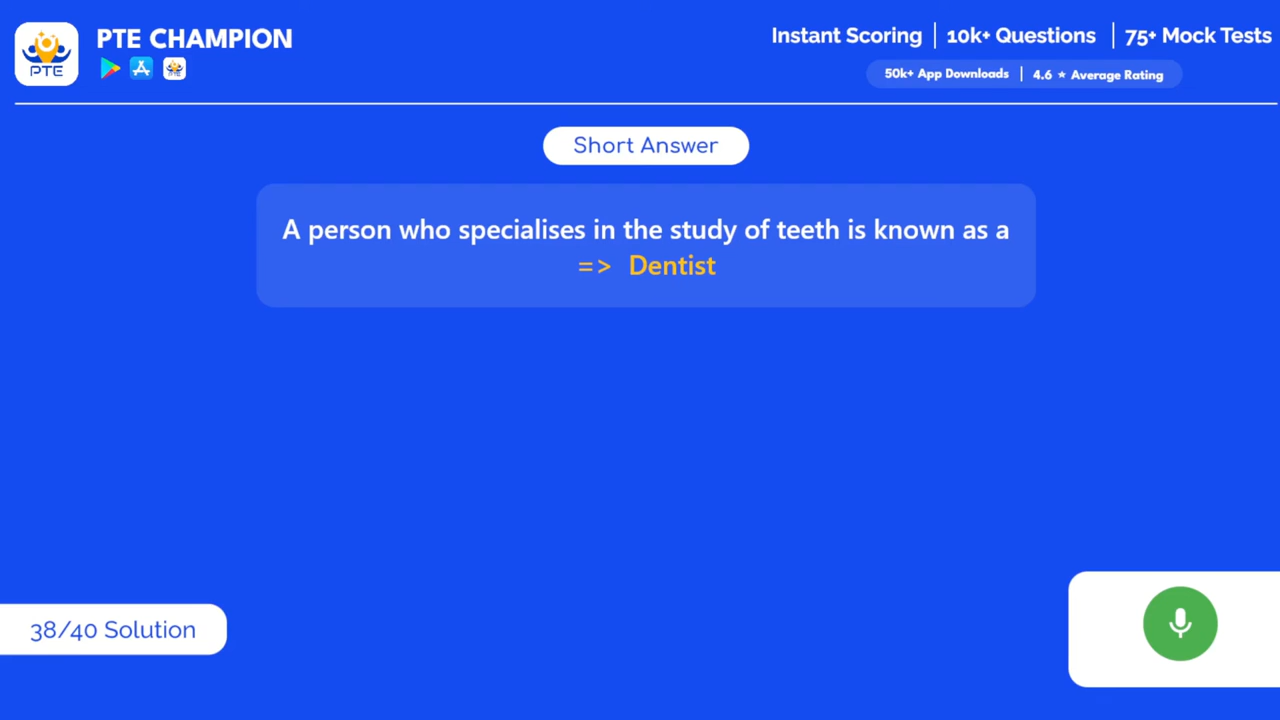 PTE CHAMPION
PTE
Instant Scoring | 10k+ Questions | 75+ Mock Tests
50k+ App Downloads | 4.6 ★ Average Rating
Short Answer
A person who specialises in the study of teeth is known as a
=> Dentist
38/40 Solution